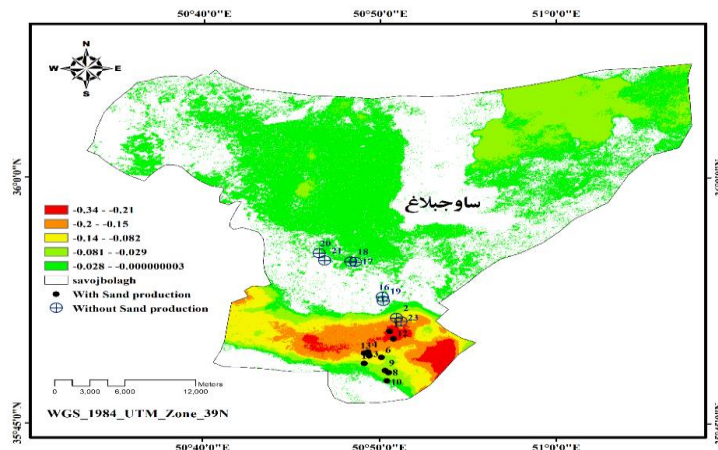 50°40'0"E 50°50'0"E 51°0'0"E
N
W E
S
36°0'0"N
ساوجبلاغ
-0.34 - -0.21
-0.2 - -0.15
-0.14 - -0.082
-0.081 - -0.029
-0.028 - -0.000000003
savojbolagh
With Sand production
Without Sand production
20
21
18
17
16
19
2
23
12
6
9
8
10
0 3,000 6,000 12,000
Meters
WGS_1984_UTM_Zone_39N
35°45'0"N
50°40'0"E 50°50'0"E 51°0'0"E